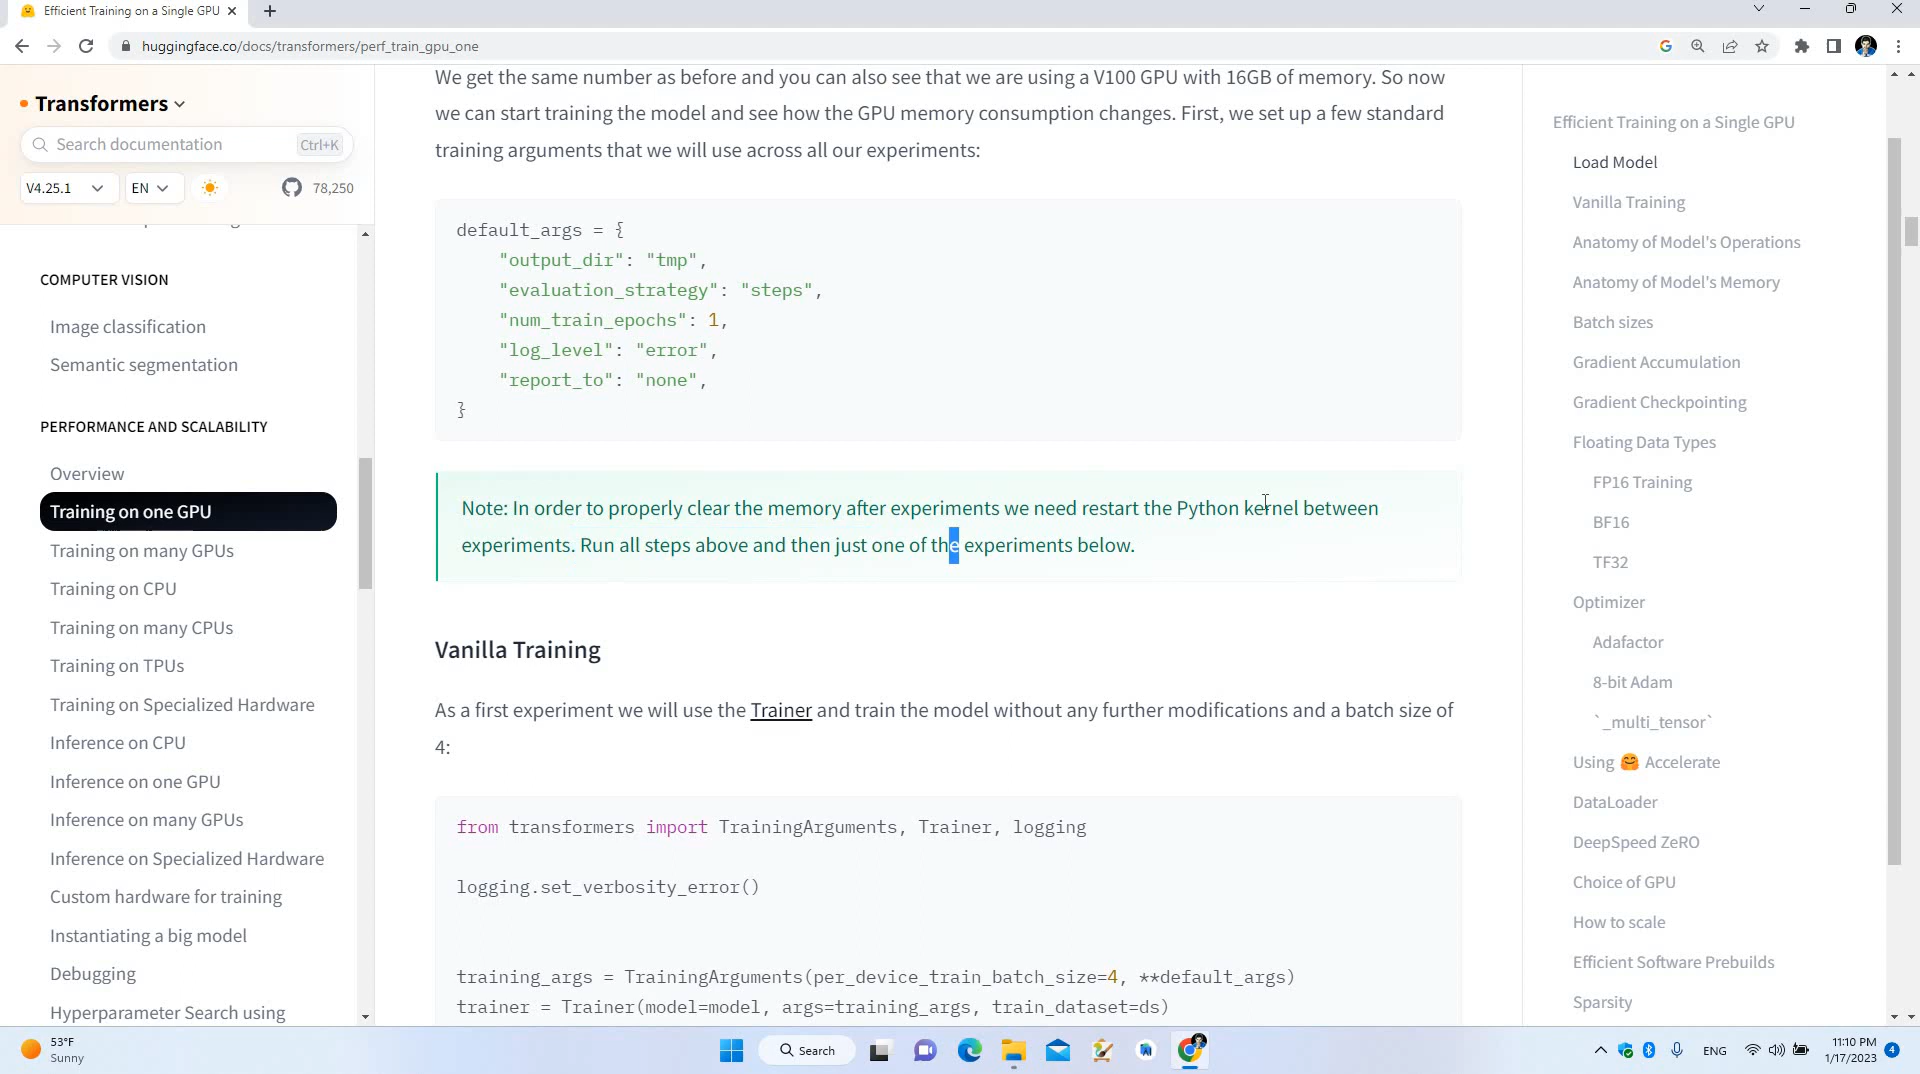 Efficient Training on a Single GPU
huggingface.co/docs/transformers/perf_train_gpu_one
Transformers
Search documentation Ctrl+K
V4.25.1 EN 78,250
COMPUTER VISION
Image classification
Semantic segmentation
PERFORMANCE AND SCALABILITY
Overview
Training on one GPU
Training on many GPUs
Training on CPU
Training on many CPUs
Training on TPUs
Training on Specialized Hardware
Inference on CPU
Inference on one GPU
Inference on many GPUs
Inference on Specialized Hardware
Custom hardware for training
Instantiating a big model
Debugging
Hyperparameter Search using
We get the same number as before and you can also see that we are using a V100 GPU with 16GB of memory. So now
we can start training the model and see how the GPU memory consumption changes. First, we set up a few standard
training arguments that we will use across all our experiments:
default_args = {
"output_dir": "tmp",
"evaluation_strategy": "steps",
"num_train_epochs": 1,
"log_level": "error",
"report_to": "none",
}
Note: In order to properly clear the memory after experiments we need restart the Python kernel between
experiments. Run all steps above and then just one of the experiments below.
Vanilla Training
As a first experiment we will use the Trainer and train the model without any further modifications and a batch size of
4:
from transformers import TrainingArguments, Trainer, logging
logging.set_verbosity_error()
training_args = TrainingArguments(per_device_train_batch_size=4, **default_args)
trainer = Trainer(model=model, args=training_args, train_dataset=ds)
Efficient Training on a Single GPU
Load Model
Vanilla Training
Anatomy of Model's Operations
Anatomy of Model's Memory
Batch sizes
Gradient Accumulation
Gradient Checkpointing
Floating Data Types
FP16 Training
BF16
TF32
Optimizer
Adafactor
8-bit Adam
`_multi_tensor`
Using 🤗 Accelerate
DataLoader
DeepSpeed ZeRO
Choice of GPU
How to scale
Efficient Software Prebuilds
Sparsity
53°F
Sunny
Search
ENG
11:10 PM
1/17/2023
4